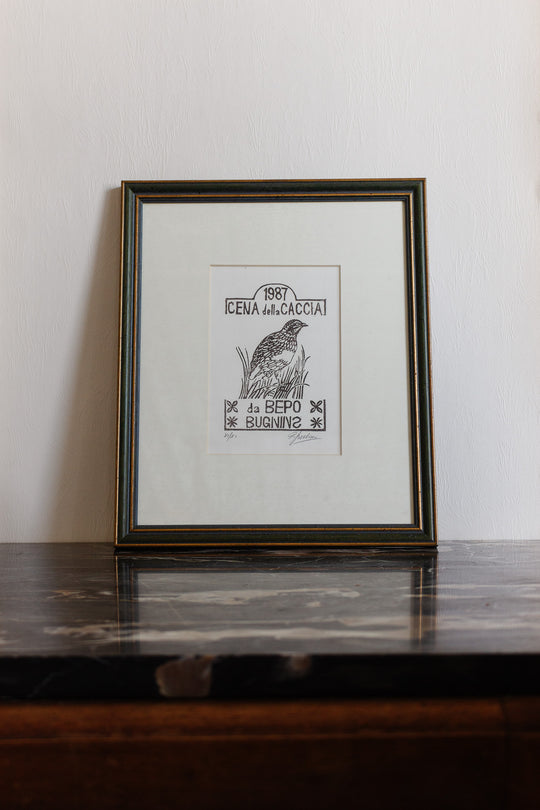 1987
CENA della CACCIA
da BEPO
BUGNINS